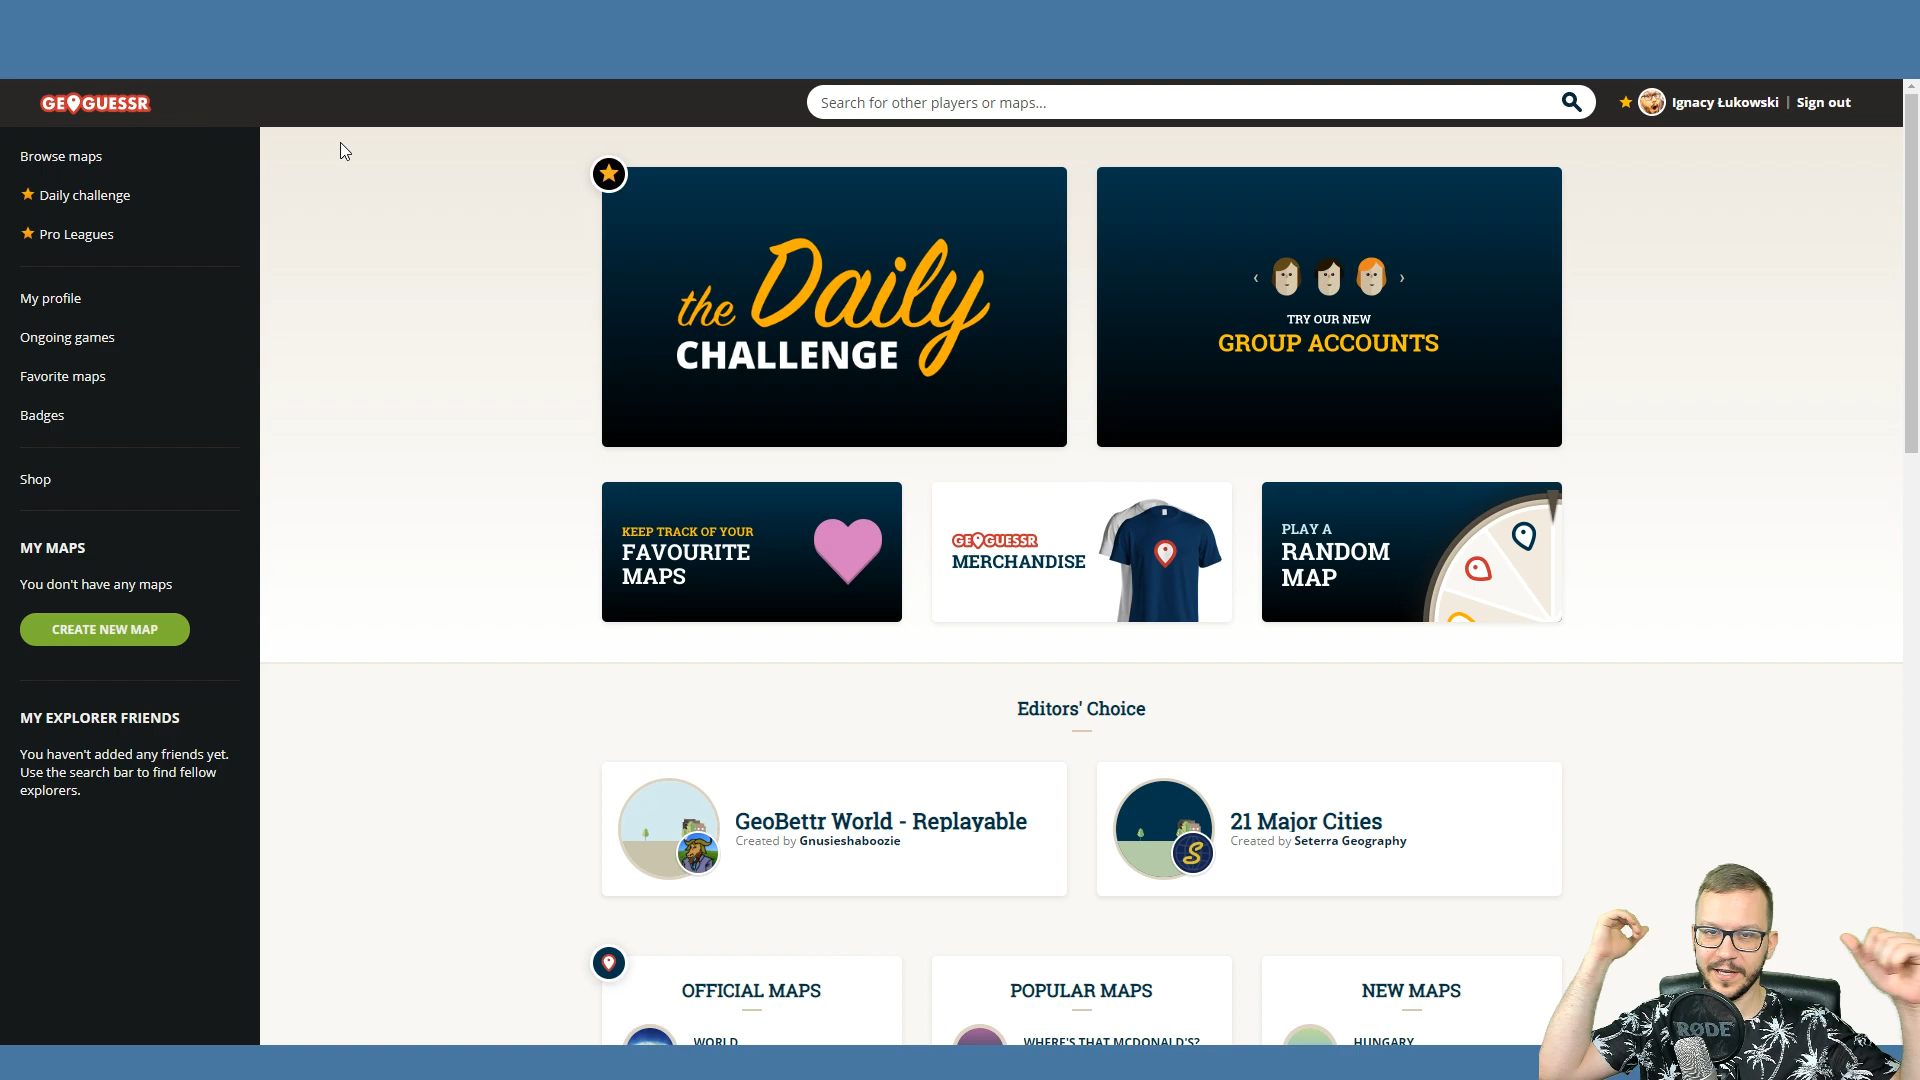 GEOGUESSR
Search for other players or maps...
Ignacy Łukowski | Sign out
Browse maps
Daily challenge
Pro Leagues
My profile
Ongoing games
Favorite maps
Badges
Shop
MY MAPS
You don't have any maps
CREATE NEW MAP
MY EXPLORER FRIENDS
You haven't added any friends yet.
Use the search bar to find fellow
explorers.
the Daily
CHALLENGE
‹ ›
TRY OUR NEW
GROUP ACCOUNTS
KEEP TRACK OF YOUR
FAVOURITE
MAPS
GEOGUESSR
MERCHANDISE
PLAY A
RANDOM
MAP
Editors' Choice
GeoBettr World - Replayable
Created by Gnusieshaboozie
S
21 Major Cities
Created by Seterra Geography
OFFICIAL MAPS
WORLD
POPULAR MAPS
WHERE'S THAT MCDONALD'S?
NEW MAPS
HUNGARY
RØDE